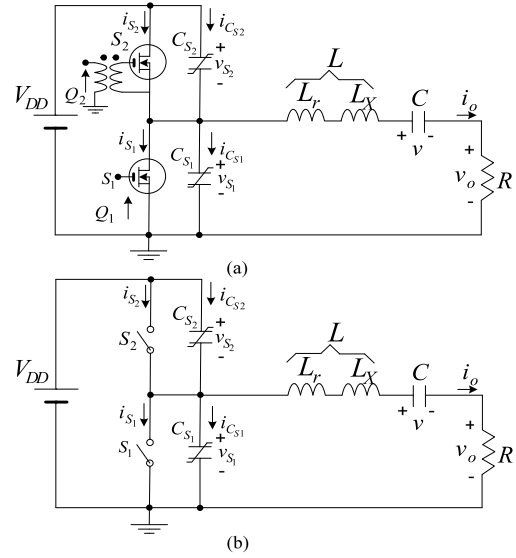 i_{S_2} i_{C_{S2}}
S_2 C_{S_2} + v_{S_2} -
Q_2
V_{DD}
L
L_r L_X C i_o
+ v -
i_{S_1} i_{C_{S1}}
S_1 C_{S_1} + v_{S_1} -
Q_1
+ v_o - R
(a)
i_{S_2} i_{C_{S2}}
S_2 C_{S_2} + v_{S_2} -
V_{DD}
L
L_r L_X C i_o
+ v -
i_{S_1} i_{C_{S1}}
S_1 C_{S_1} + v_{S_1} -
+ v_o - R
(b)